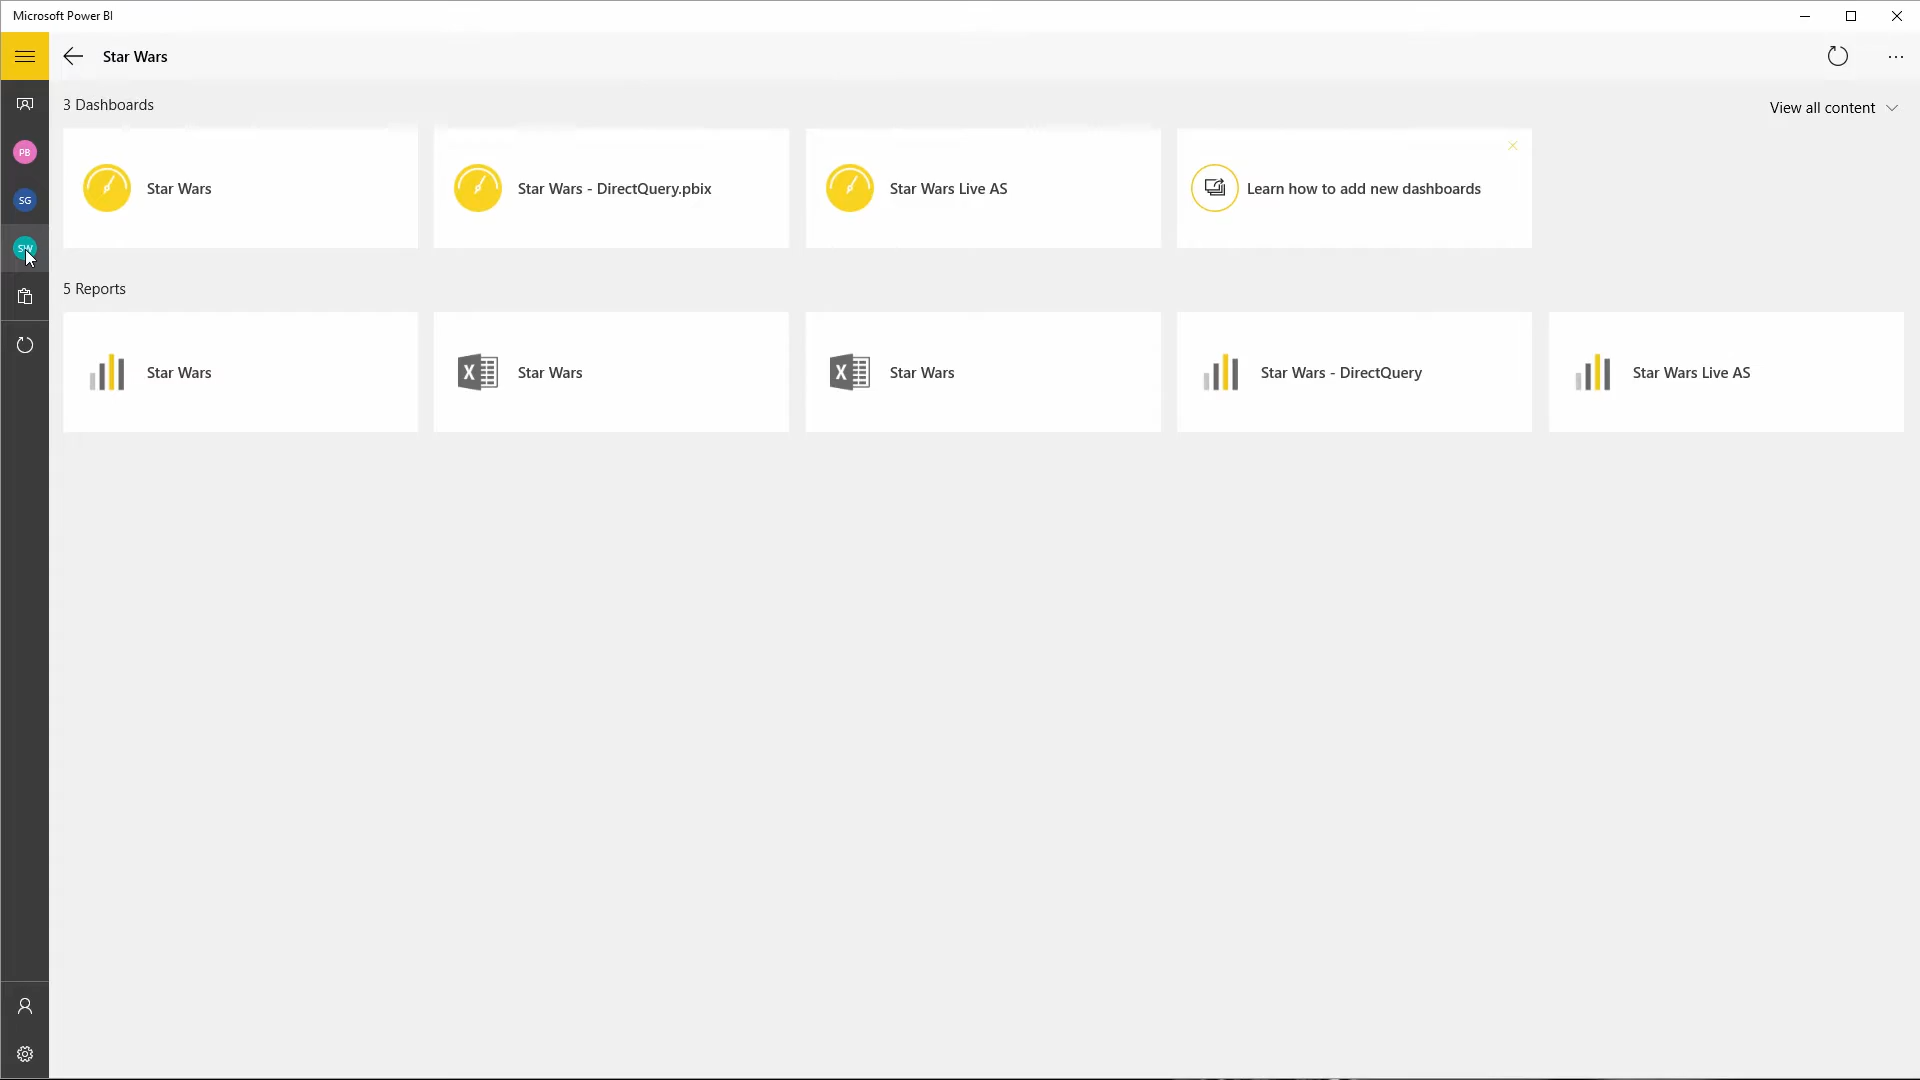 Microsoft Power BI
Star Wars
3 Dashboards
View all content
PB
Star Wars
Star Wars - DirectQuery.pbix
Star Wars Live AS
Learn how to add new dashboards
SG
SW
5 Reports
Star Wars
X Star Wars
X Star Wars
Star Wars - DirectQuery
Star Wars Live AS